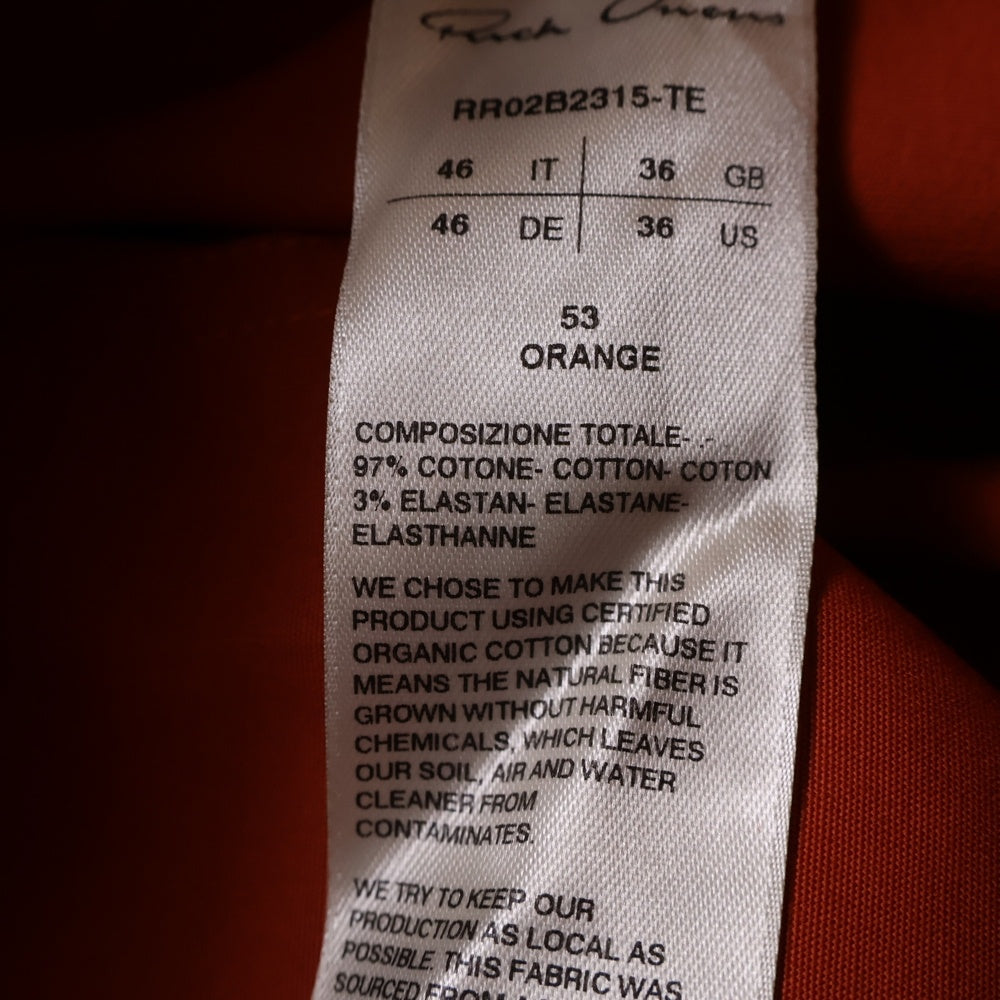 Rick Owens
RR02B2315-TE
46 IT 36 GB
46 DE 36 US
53
ORANGE
COMPOSIZIONE TOTALE- .-
97% COTONE- COTTON- COTON
3% ELASTAN- ELASTANE-
ELASTHANNE
WE CHOSE TO MAKE THIS
PRODUCT USING CERTIFIED
ORGANIC COTTON BECAUSE IT
MEANS THE NATURAL FIBER IS
GROWN WITHOUT HARMFUL
CHEMICALS, WHICH LEAVES
OUR SOIL, AIR AND WATER
CLEANER FROM
CONTAMINATES.
WE TRY TO KEEP OUR
PRODUCTION AS LOCAL AS
POSSIBLE. THIS FABRIC WAS
SOURCED FROM